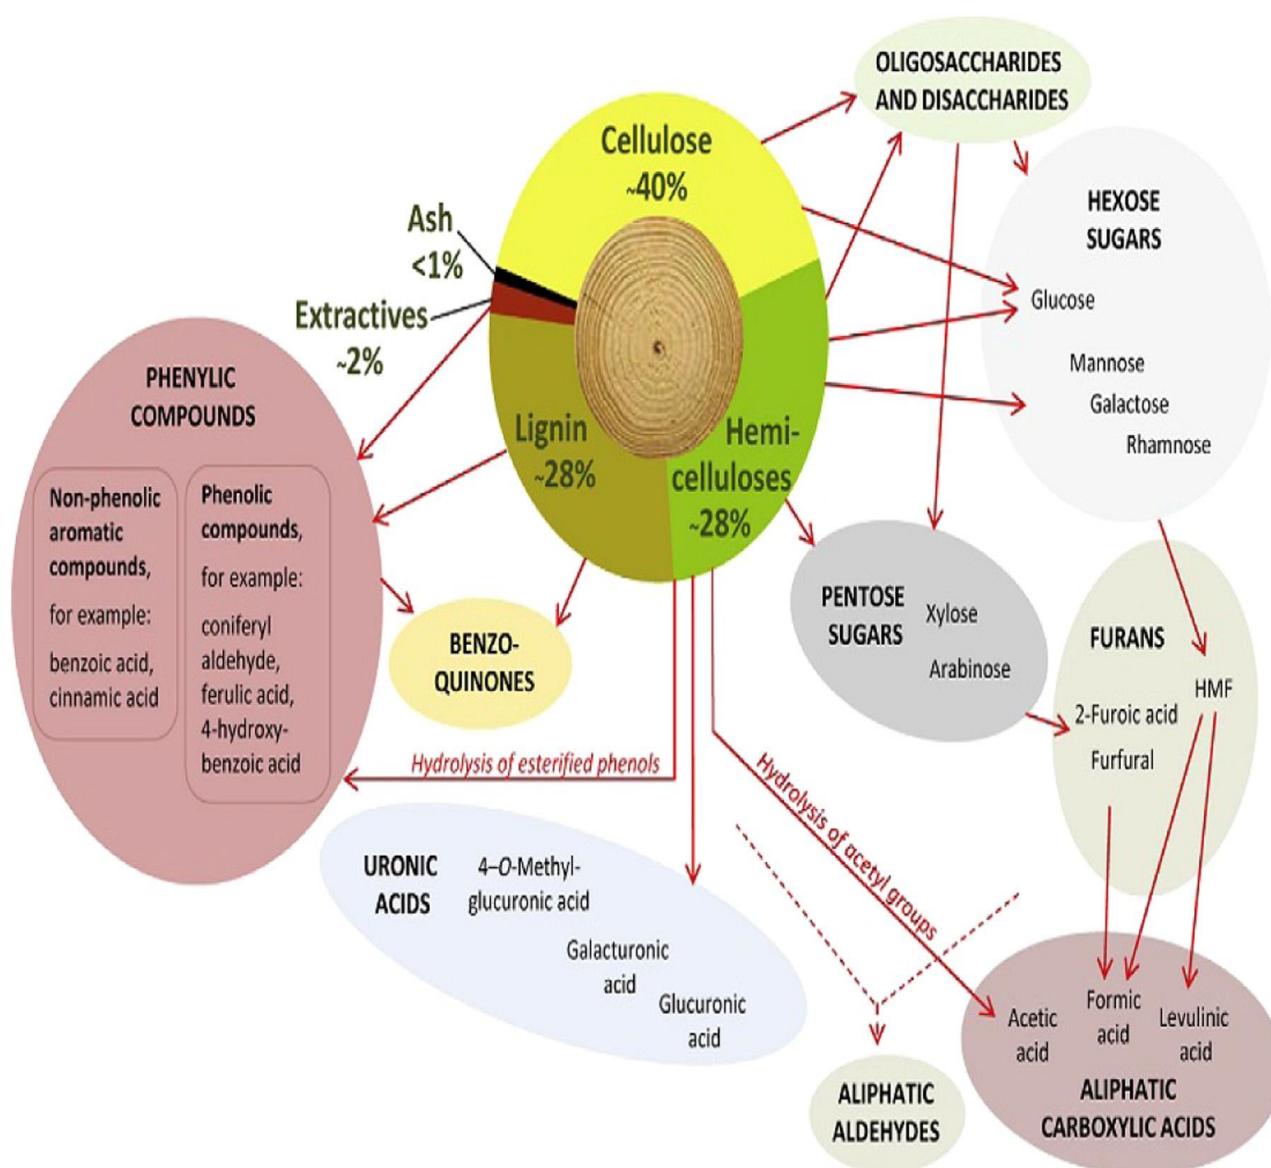 OLIGOSACCHARIDES
AND DISACCHARIDES
Cellulose
~40%
Ash
<1%
Extractives
~2%
Lignin
~28%
Hemi-
celluloses
~28%
HEXOSE
SUGARS
Glucose
Mannose
Galactose
Rhamnose
PHENYLIC
COMPOUNDS
Non-phenolic
aromatic
compounds,
for example:
benzoic acid,
cinnamic acid
Phenolic
compounds,
for example:
coniferyl
aldehyde,
ferulic acid,
4-hydroxy-
benzoic acid
BENZO-
QUINONES
PENTOSE
SUGARS
Xylose
Arabinose
FURANS
HMF
2-Furoic acid
Furfural
Hydrolysis of esterified phenols
Hydrolysis of acetyl groups
URONIC
ACIDS
4–O-Methyl-
glucuronic acid
Galacturonic
acid
Glucuronic
acid
Acetic
acid
Formic
acid
Levulinic
acid
ALIPHATIC
CARBOXYLIC ACIDS
ALIPHATIC
ALDEHYDES